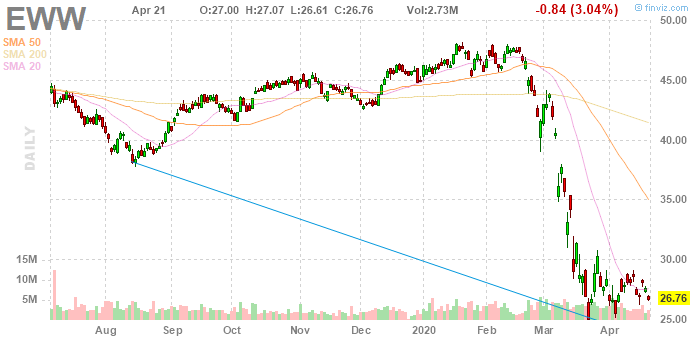 EWW Apr 21 O:27.00 H:27.07 L:26.61 C:26.76 Vol:2.73M -0.84 (3.04%) © finviz.com
SMA 50
SMA 200
SMA 20
DAILY
50.00
45.00
40.00
35.00
30.00
26.76
25.00
15M
10M
5M
Aug Sep Oct Nov Dec 2020 Feb Mar Apr